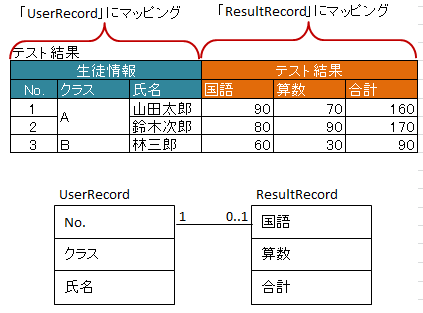 「UserRecord」にマッピング 「ResultRecord」にマッピング
テスト結果
生徒情報 テスト結果
No. クラス 氏名 国語 算数 合計
1 A 山田太郎 90 70 160
2 鈴木次郎 80 90 170
3 B 林三郎 60 30 90
UserRecord ResultRecord
No. 1 0..1 国語
クラス 算数
氏名 合計